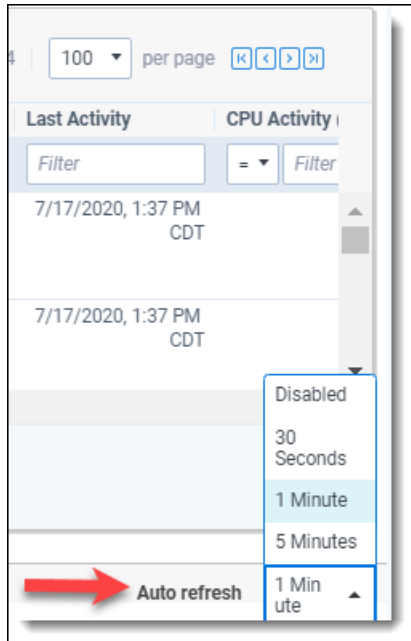 4 100 per page
Last Activity CPU Activity (
Filter = Filter
7/17/2020, 1:37 PM
CDT
7/17/2020, 1:37 PM
CDT
Disabled
30
Seconds
1 Minute
5 Minutes
Auto refresh 1 Min
ute